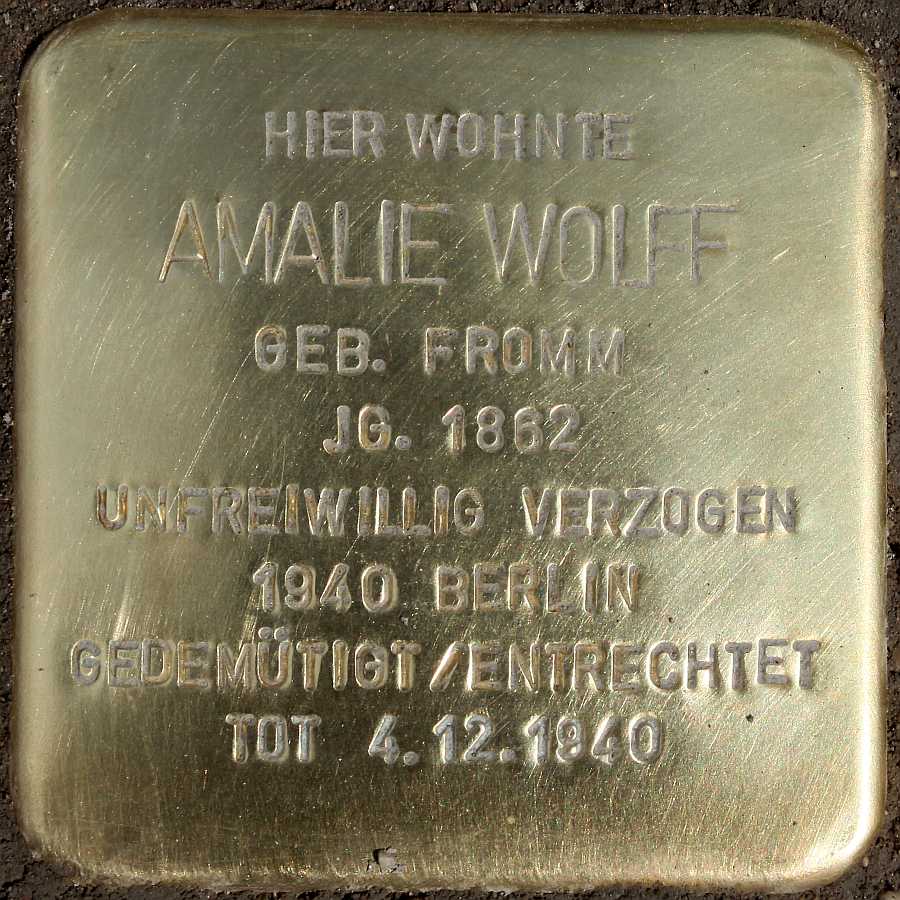 HIER WOHNTE
AMALIE WOLFF
GEB. FROMM
JG. 1862
UNFREIWILLIG VERZOGEN
1940 BERLIN
GEDEMÜTIGT/ENTRECHTET
TOT 4.12.1940